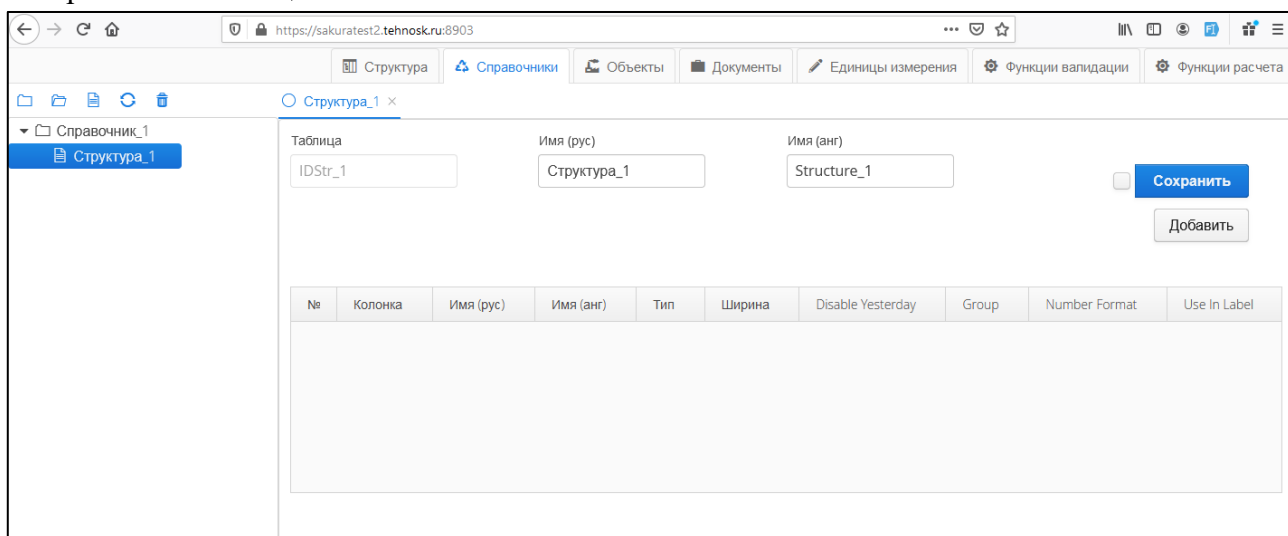 https://sakuratest2.tehnosk.ru:8903
Структура Справочники Объекты Документы Единицы измерения Функции валидации Функции расчета
Структура_1 ×
Справочник_1
Структура_1
Таблица Имя (рус) Имя (анг)
IDStr_1 Структура_1 Structure_1
Сохранить
Добавить
№ Колонка Имя (рус) Имя (анг) Тип Ширина Disable Yesterday Group Number Format Use In Label